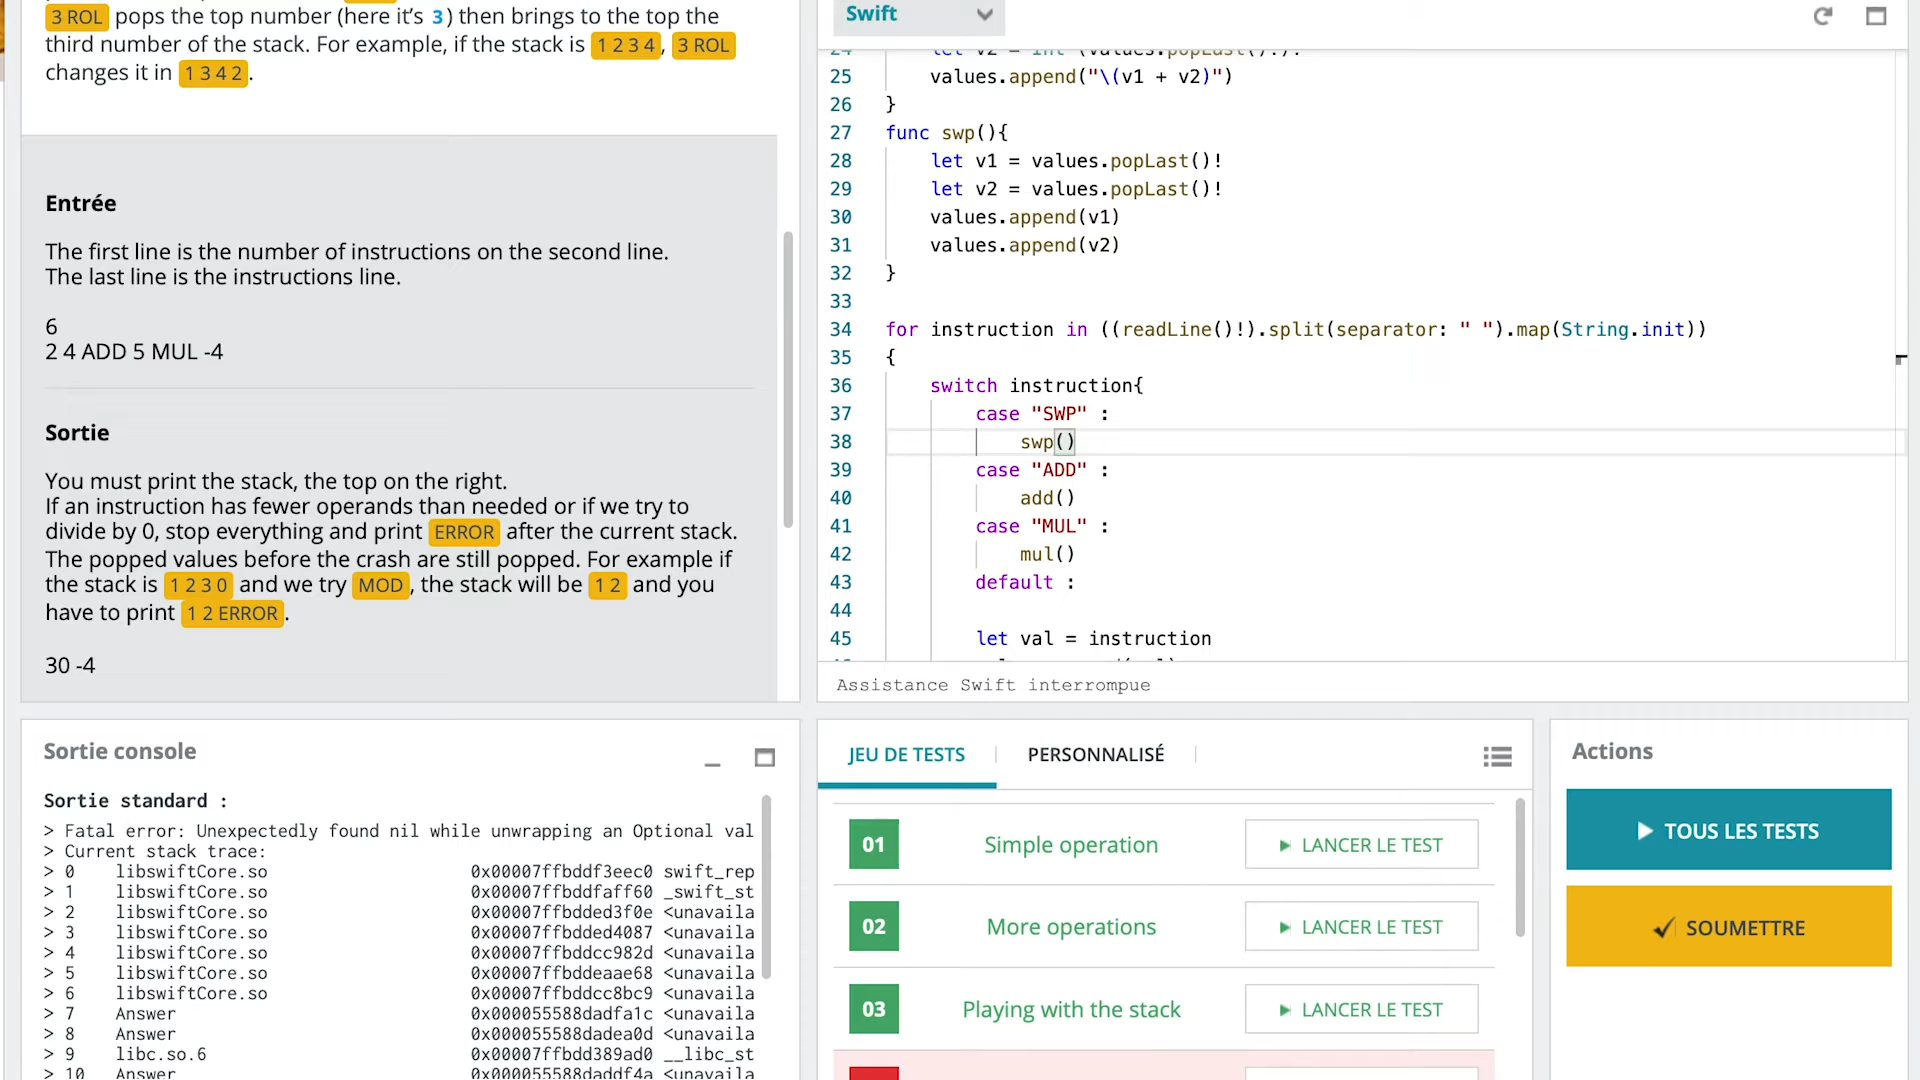 3 ROL pops the top number (here it's 3) then brings to the top the
third number of the stack. For example, if the stack is 1 2 3 4, 3 ROL
changes it in 1 3 4 2.
Entrée
The first line is the number of instructions on the second line.
The last line is the instructions line.
6
2 4 ADD 5 MUL -4
Sortie
You must print the stack, the top on the right.
If an instruction has fewer operands than needed or if we try to
divide by 0, stop everything and print ERROR after the current stack.
The popped values before the crash are still popped. For example if
the stack is 1 2 3 0 and we try MOD, the stack will be 1 2 and you
have to print 1 2 ERROR.
30 -4
Swift
25 values.append("\(v1 + v2)")
26 }
27 func swp(){
28 let v1 = values.popLast()!
29 let v2 = values.popLast()!
30 values.append(v1)
31 values.append(v2)
32 }
33
34 for instruction in ((readLine()!).split(separator: " ").map(String.init))
35 {
36 switch instruction{
37 case "SWP" :
38 swp()
39 case "ADD" :
40 add()
41 case "MUL" :
42 mul()
43 default :
44
45 let val = instruction
Assistance Swift interrompue
Sortie console
Sortie standard :
> Fatal error: Unexpectedly found nil while unwrapping an Optional val
> Current stack trace:
> 0 libswiftCore.so 0x00007ffbddf3eec0 swift_rep
> 1 libswiftCore.so 0x00007ffbddfaff60 _swift_st
> 2 libswiftCore.so 0x00007ffbdded3f0e <unavaila
> 3 libswiftCore.so 0x00007ffbdded4087 <unavaila
> 4 libswiftCore.so 0x00007ffbddcc982d <unavaila
> 5 libswiftCore.so 0x00007ffbddeaae68 <unavaila
> 6 libswiftCore.so 0x00007ffbddcc8bc9 <unavaila
> 7 Answer 0x000055588dadfa1c <unavaila
> 8 Answer 0x000055588dadea0d <unavaila
> 9 libc.so.6 0x00007ffbdd389ad0 __libc_st
> 10 Answer 0x000055588daddf4a <unavaila
JEU DE TESTS
PERSONNALISÉ
01 Simple operation LANCER LE TEST
02 More operations LANCER LE TEST
03 Playing with the stack LANCER LE TEST
Actions
TOUS LES TESTS
SOUMETTRE